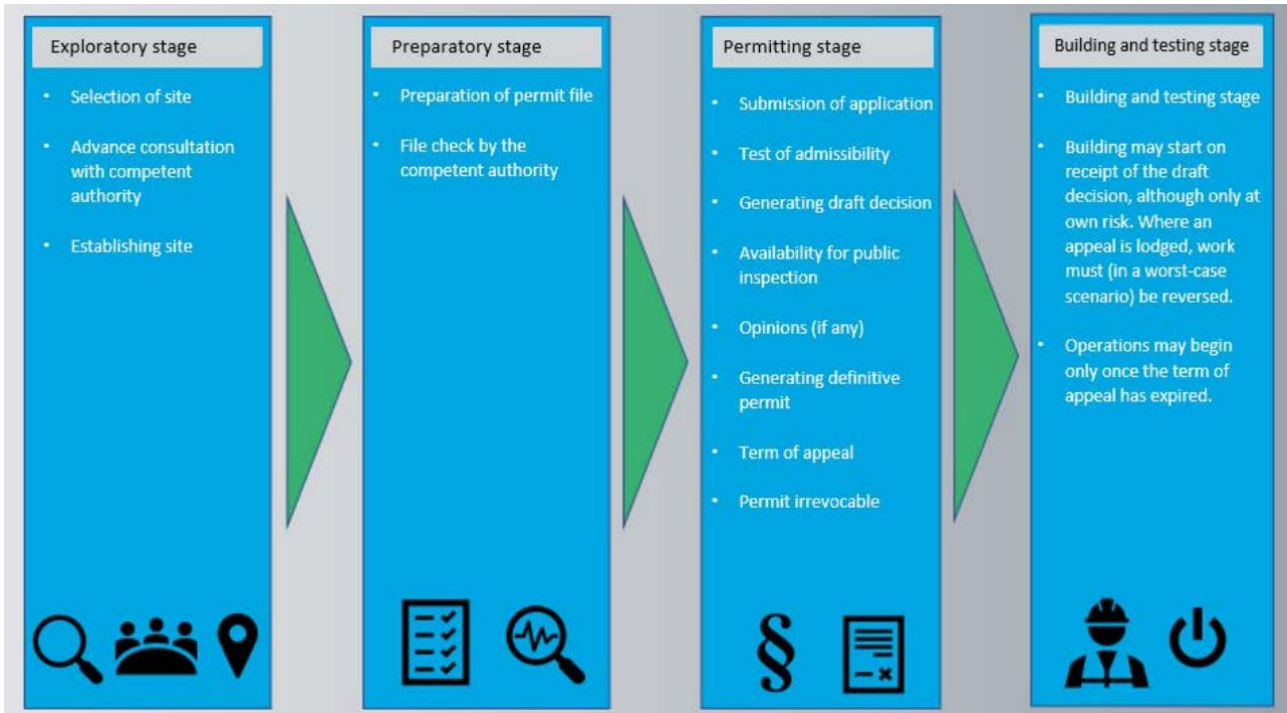 Exploratory stage
• Selection of site
• Advance consultation
with competent
authority
• Establishing site
Preparatory stage
• Preparation of permit file
• File check by the
competent authority
Permitting stage
• Submission of application
• Test of admissibility
• Generating draft decision
• Availability for public
inspection
• Opinions (if any)
• Generating definitive
permit
• Term of appeal
• Permit irrevocable
§
Building and testing stage
• Building and testing stage
• Building may start on
receipt of the draft
decision, although only at
own risk. Where an
appeal is lodged, work
must (in a worst-case
scenario) be reversed.
• Operations may begin
only once the term of
appeal has expired.